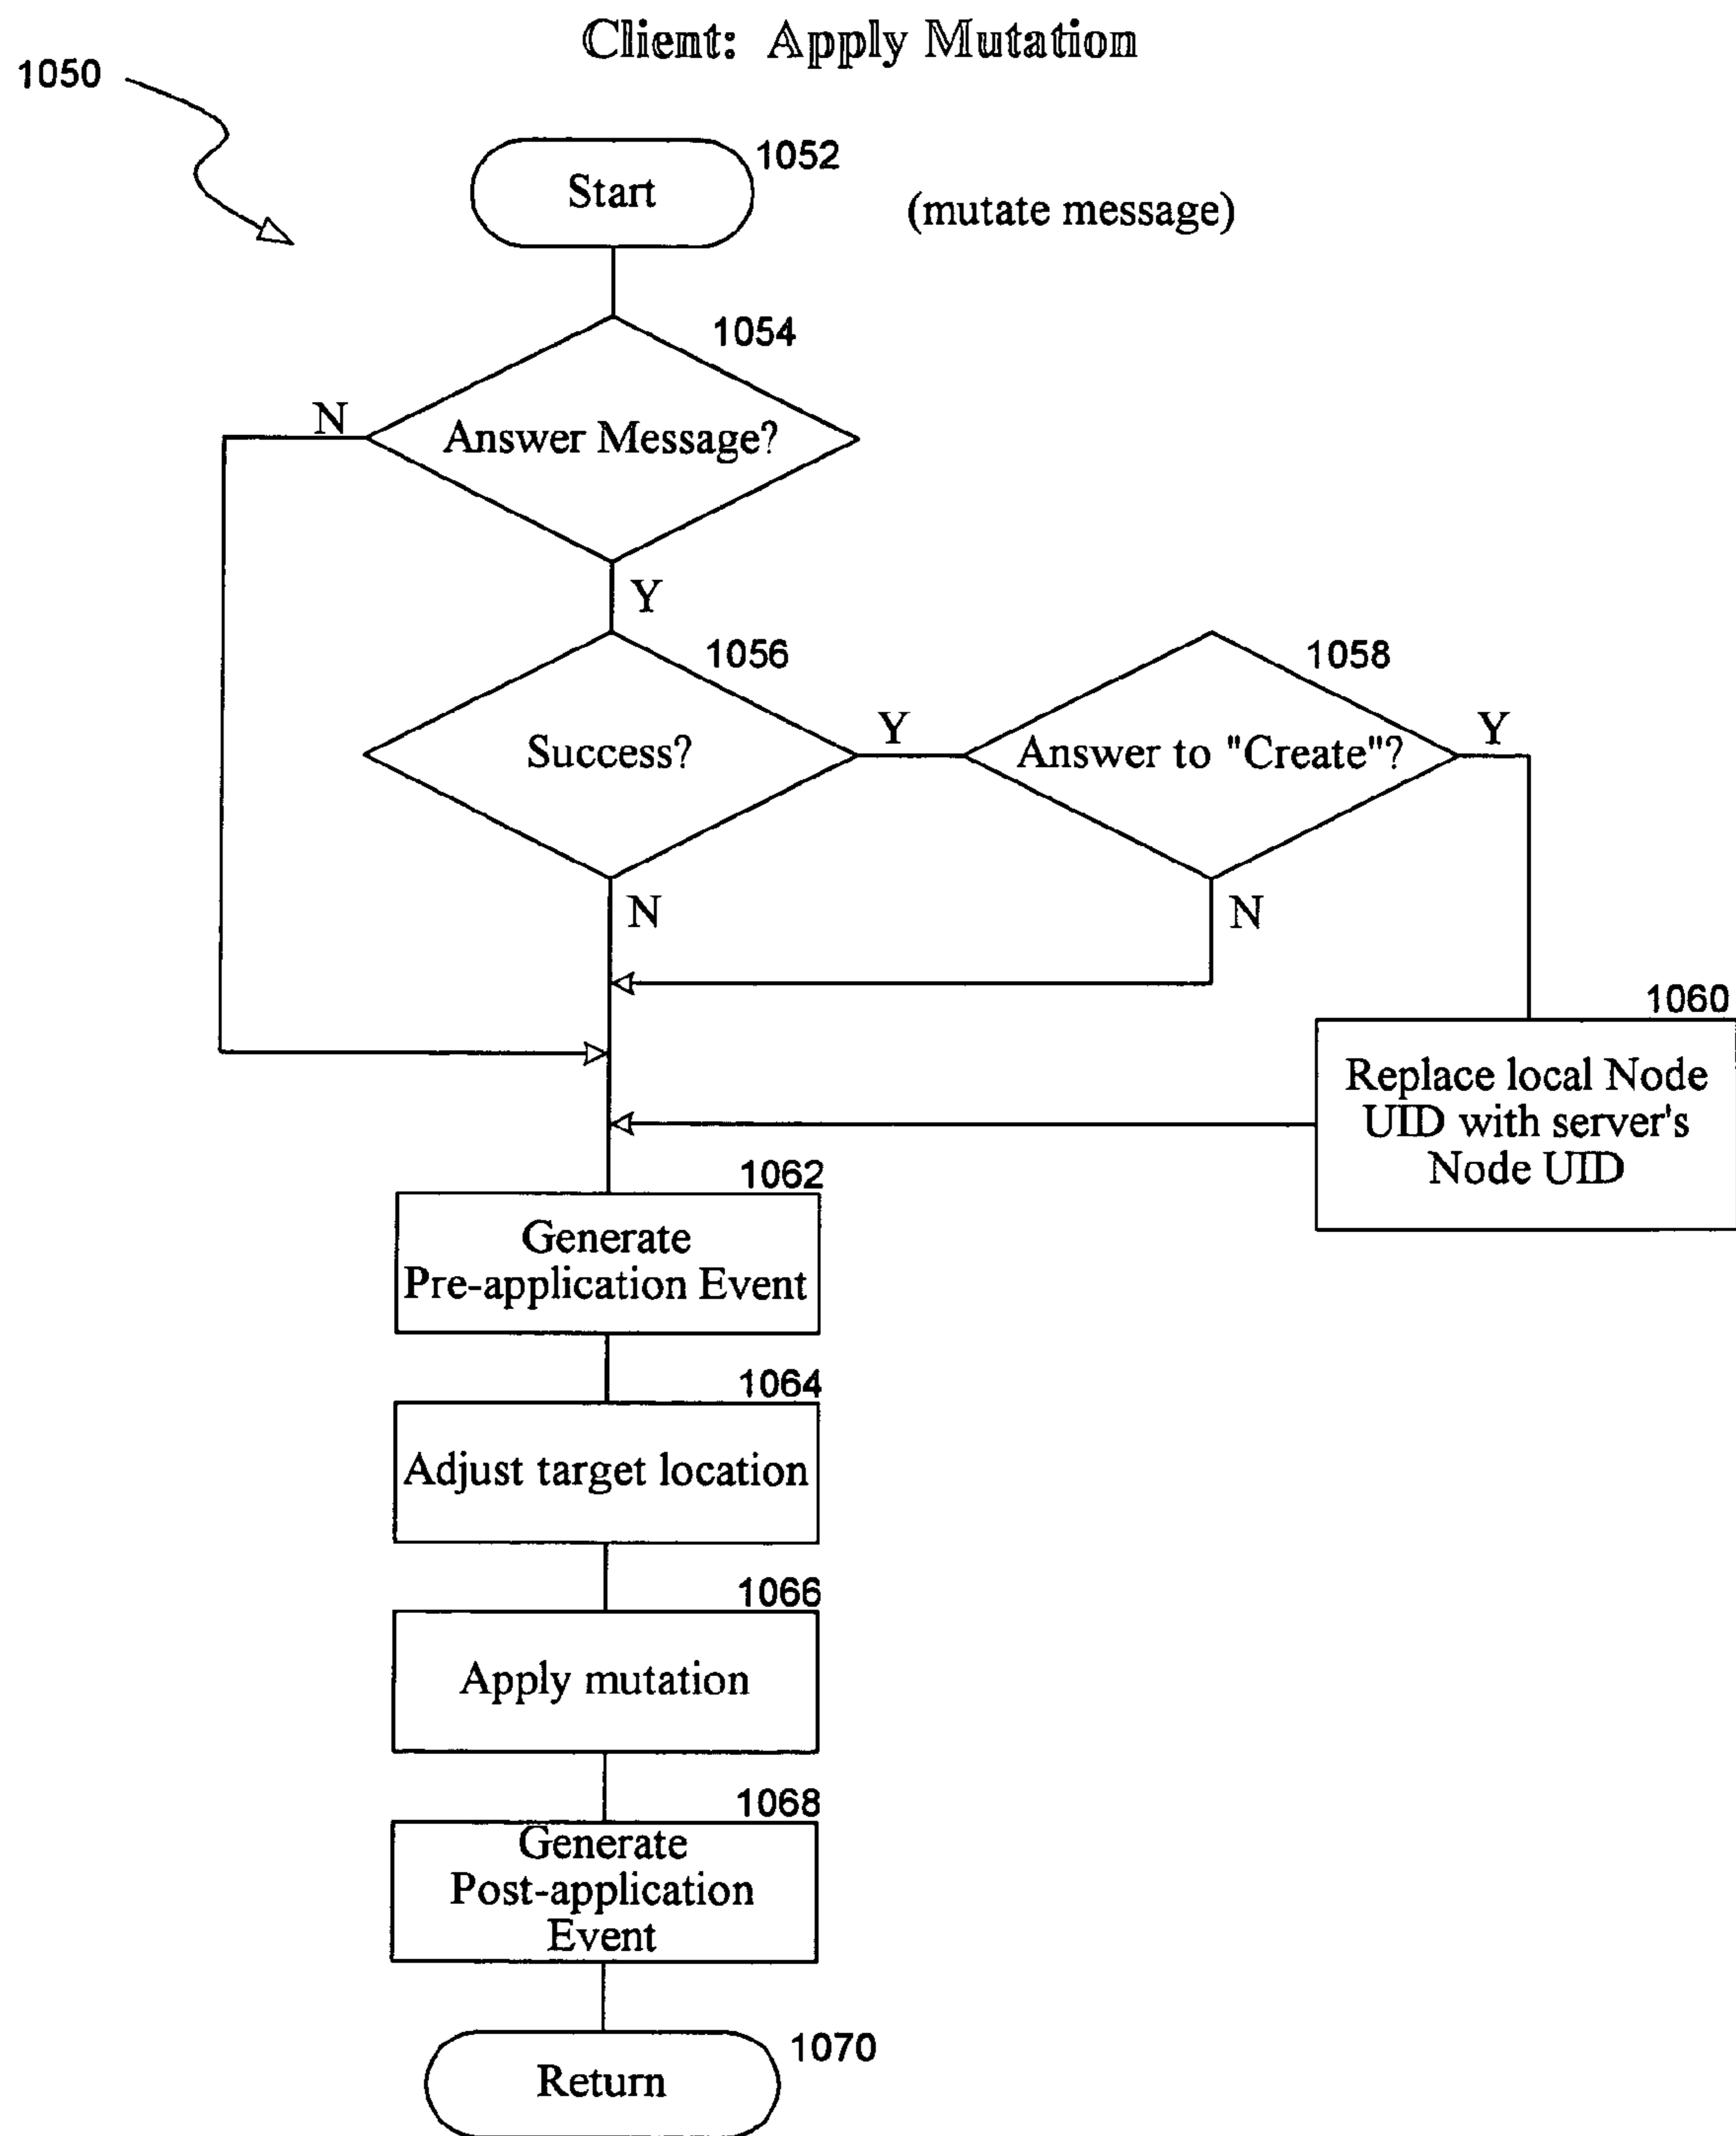 Client: Apply Mutation
1050
1052
Start
(mutate message)
1054
N
Answer Message?
Y
1056
1058
Success?
Y
Answer to "Create"?
Y
N
N
1060
Replace local Node
UID with server's
Node UID
1062
Generate
Pre-application Event
1064
Adjust target location
1066
Apply mutation
1068
Generate
Post-application
Event
1070
Return